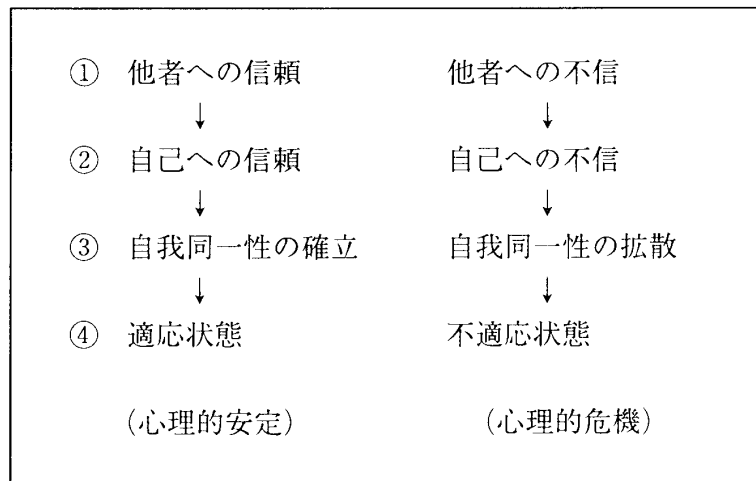 ① 他者への信頼 他者への不信
↓ ↓
② 自己への信頼 自己への不信
↓ ↓
③ 自我同一性の確立 自我同一性の拡散
↓ ↓
④ 適応状態 不適応状態
(心理的安定) (心理的危機)